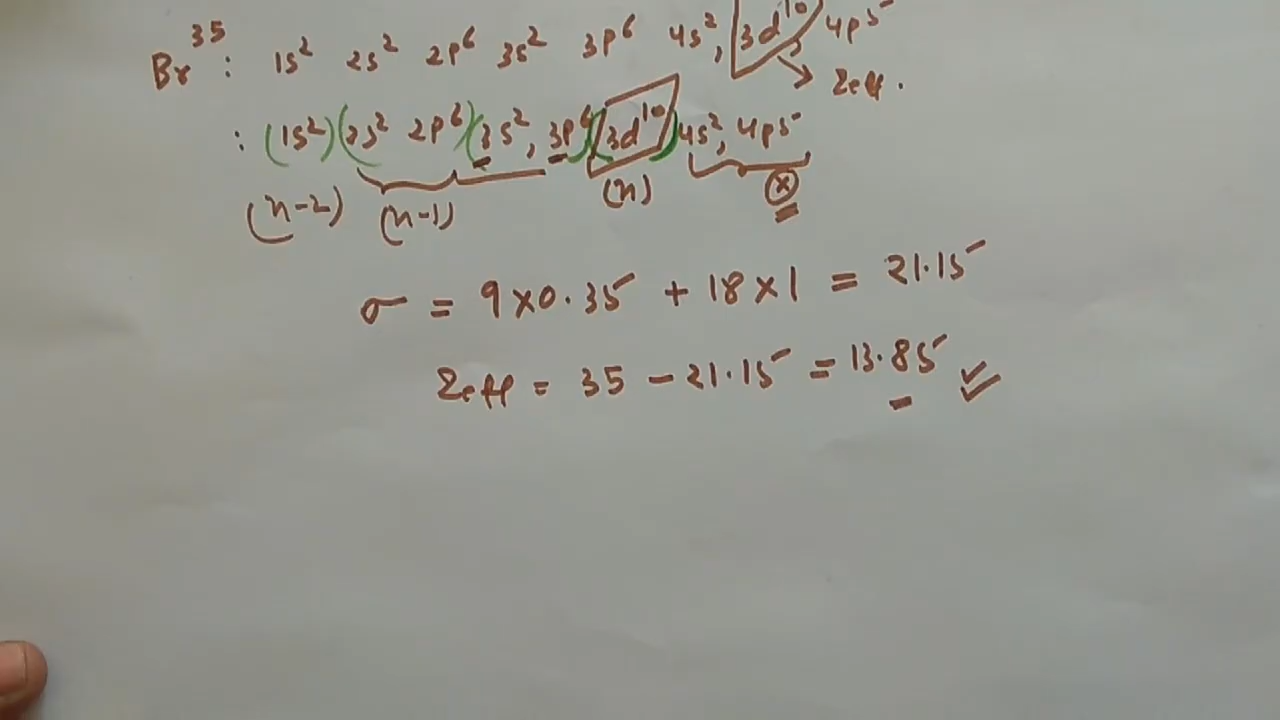 Br³⁵ : 1s² 2s² 2p⁶ 3s² 3p⁶ 4s², 3d¹⁰ 4p⁵
→ Zeff.
: (1s²)(2s² 2p⁶)(3s², 3p⁶)(3d¹⁰) 4s², 4p⁵
(n-2) (n-1) (n) ⓧ
σ = 9×0.35 + 18×1 = 21.15
Zeff = 35 - 21.15 = 13.85